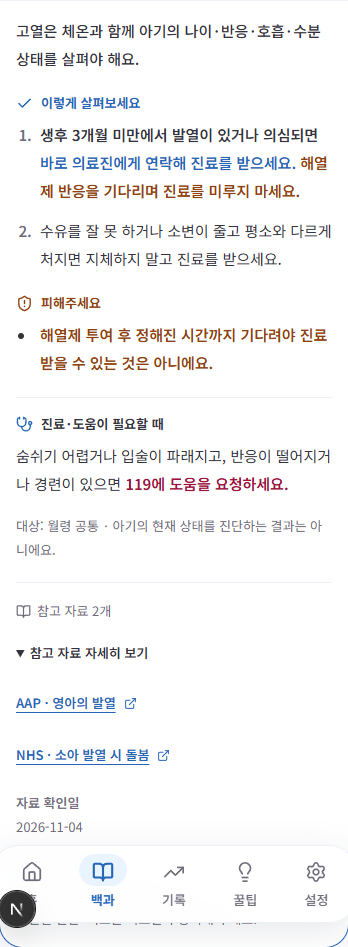 고열은 체온과 함께 아기의 나이·반응·호흡·수분
상태를 살펴야 해요.
이렇게 살펴보세요
1. 생후 3개월 미만에서 발열이 있거나 의심되면
바로 의료진에게 연락해 진료를 받으세요. 해열
제 반응을 기다리며 진료를 미루지 마세요.
2. 수유를 잘 못 하거나 소변이 줄고 평소와 다르게
처지면 지체하지 말고 진료를 받으세요.
피해주세요
• 해열제 투여 후 정해진 시간까지 기다려야 진료
받을 수 있는 것은 아니에요.
진료·도움이 필요할 때
숨쉬기 어렵거나 입술이 파래지고, 반응이 떨어지거
나 경련이 있으면 119에 도움을 요청하세요.
대상: 월령 공통 · 아기의 현재 상태를 진단하는 결과는 아
니에요.
참고 자료 2개
▼ 참고 자료 자세히 보기
AAP · 영아의 발열
NHS · 소아 발열 시 돌봄
자료 확인일
2026-11-04
백과 기록 꿀팁 설정
N